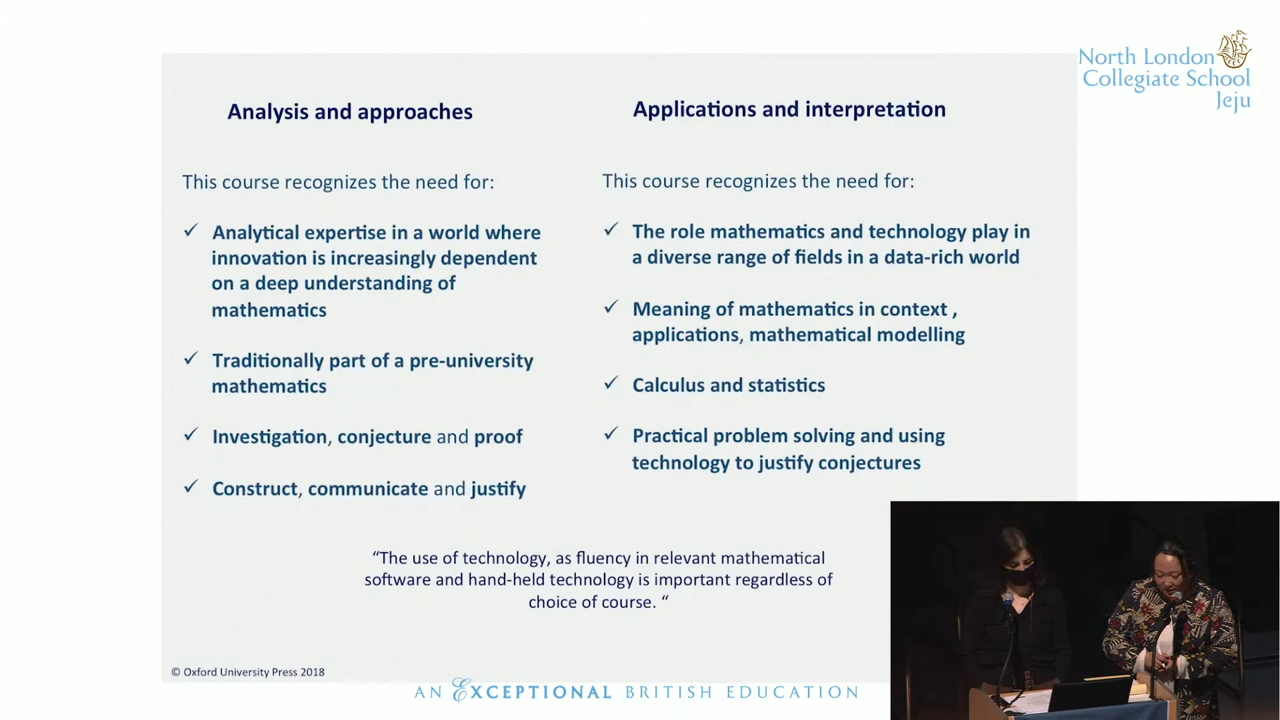 North London
Collegiate School
Jeju
Analysis and approaches
This course recognizes the need for:
✓ Analytical expertise in a world where
innovation is increasingly dependent
on a deep understanding of
mathematics
✓ Traditionally part of a pre-university
mathematics
✓ Investigation, conjecture and proof
✓ Construct, communicate and justify
Applications and interpretation
This course recognizes the need for:
✓ The role mathematics and technology play in
a diverse range of fields in a data-rich world
✓ Meaning of mathematics in context ,
applications, mathematical modelling
✓ Calculus and statistics
✓ Practical problem solving and using
technology to justify conjectures
“The use of technology, as fluency in relevant mathematical
software and hand-held technology is important regardless of
choice of course. “
© Oxford University Press 2018
AN EXCEPTIONAL BRITISH EDUCATION